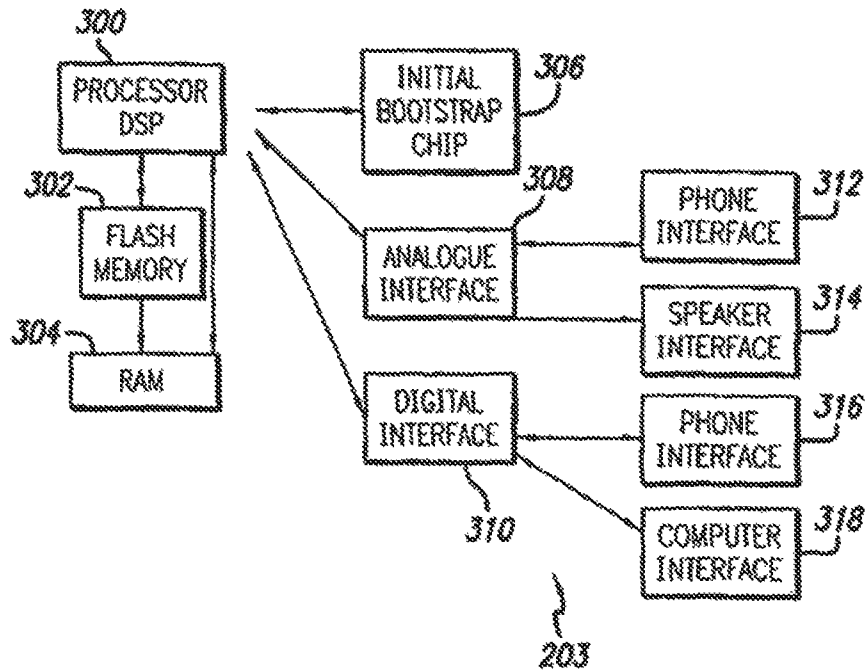 300
PROCESSOR
DSP
302
FLASH
MEMORY
304
RAM
INITIAL
BOOTSTRAP
CHIP
306
308
ANALOGUE
INTERFACE
DIGITAL
INTERFACE
310
PHONE
INTERFACE
312
SPEAKER
INTERFACE
314
PHONE
INTERFACE
316
COMPUTER
INTERFACE
318
203